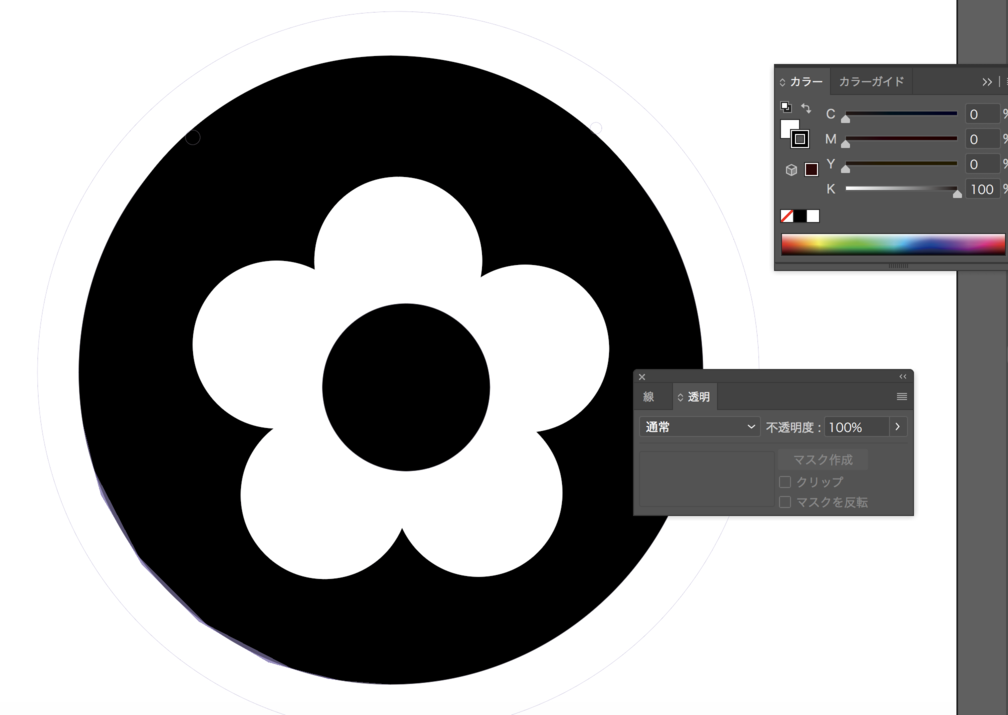 カラー カラーガイド
C 0 %
M 0 %
Y 0 %
K 100 %
線 透明
通常 不透明度 : 100%
マスク作成
クリップ
マスクを反転